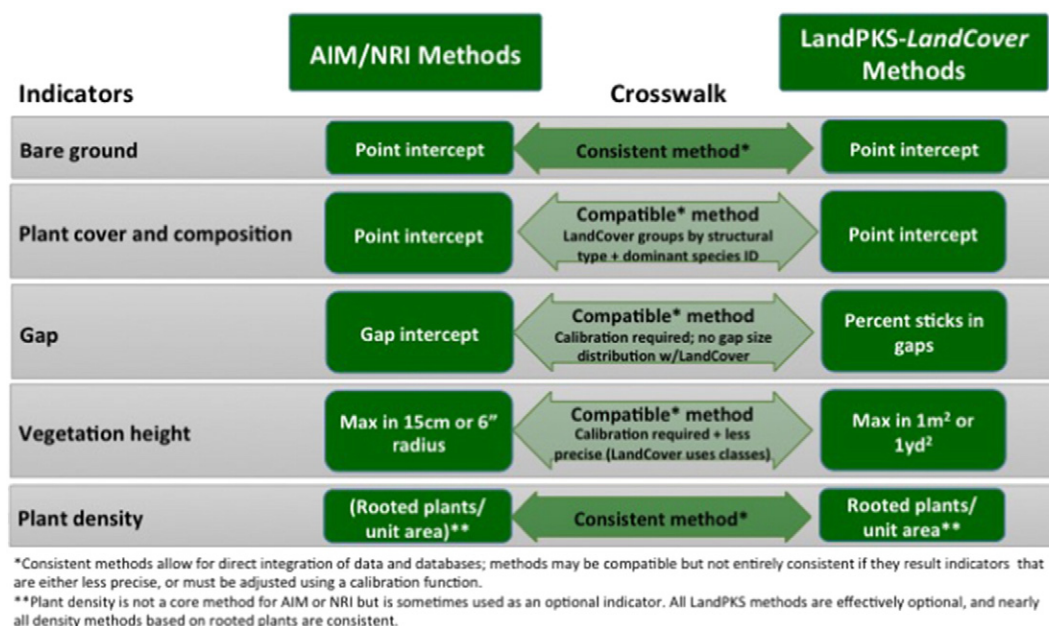 AIM/NRI Methods
LandPKS-LandCover
Methods
Indicators
Crosswalk
Bare ground
Point intercept
Consistent method*
Point intercept
Plant cover and composition
Point intercept
Compatible* method
LandCover groups by structural
type + dominant species ID
Point intercept
Gap
Gap intercept
Compatible* method
Calibration required; no gap size
distribution w/LandCover
Percent sticks in
gaps
Vegetation height
Max in 15cm or 6”
radius
Compatible* method
Calibration required + less
precise (LandCover uses classes)
Max in 1m² or
1yd²
Plant density
(Rooted plants/
unit area)**
Consistent method*
Rooted plants/
unit area**
*Consistent methods allow for direct integration of data and databases; methods may be compatible but not entirely consistent if they result indicators that
are either less precise, or must be adjusted using a calibration function.
**Plant density is not a core method for AIM or NRI but is sometimes used as an optional indicator. All LandPKS methods are effectively optional, and nearly
all density methods based on rooted plants are consistent.